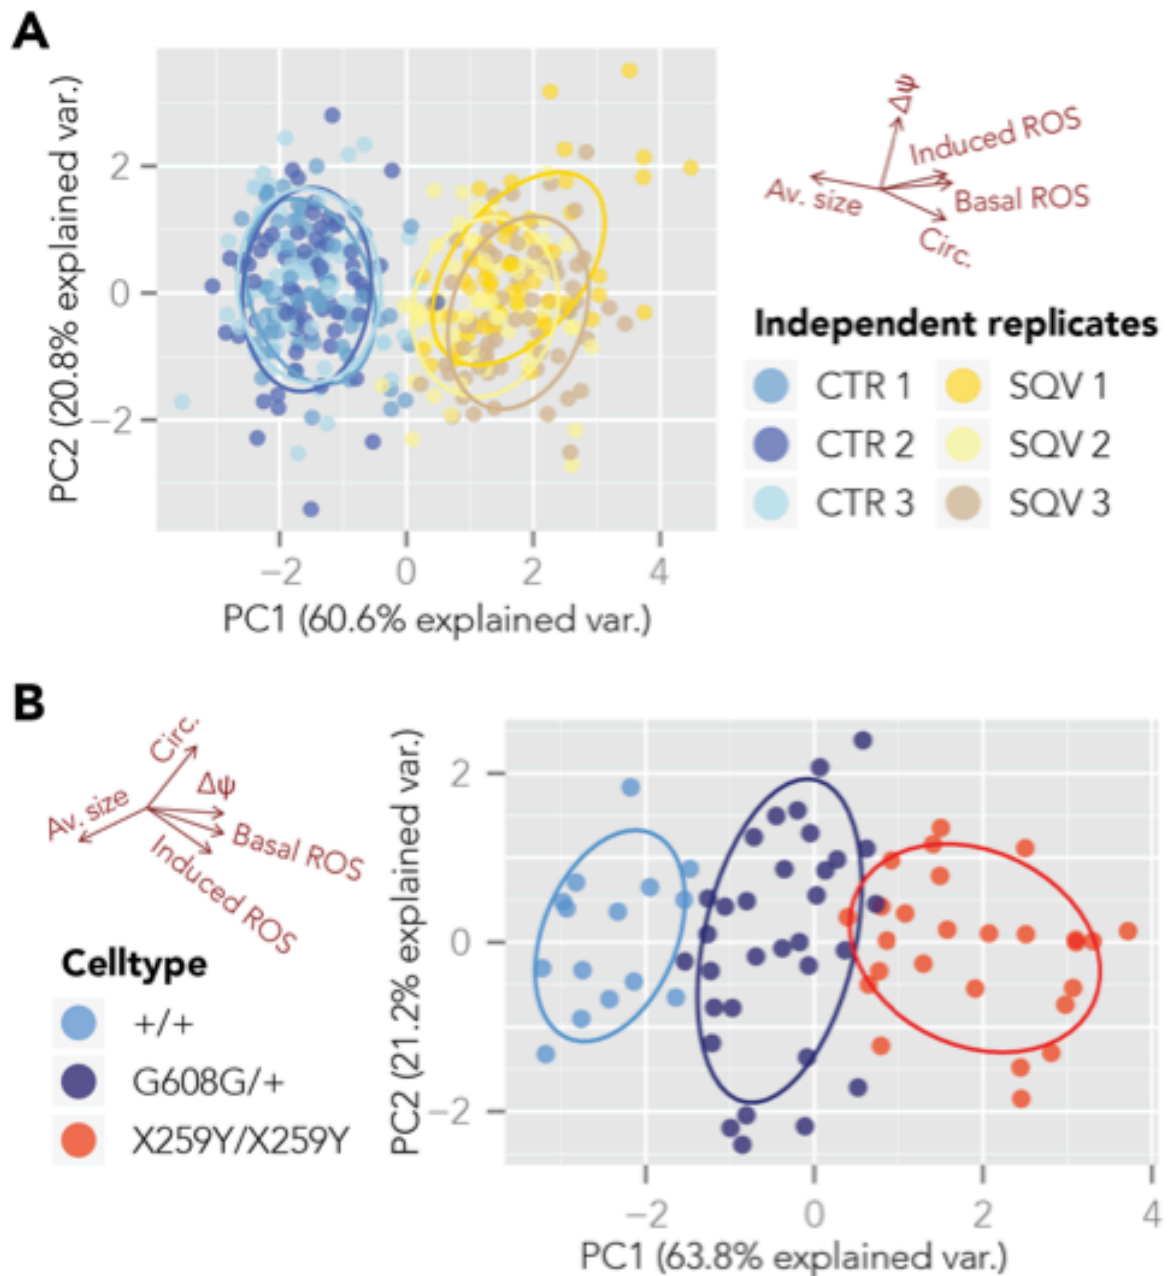 A
PC2 (20.8% explained var.)
2
0
−2
−2 0 2 4
PC1 (60.6% explained var.)
Δψ
Induced ROS
Av. size
Basal ROS
Circ.
Independent replicates
CTR 1 SQV 1
CTR 2 SQV 2
CTR 3 SQV 3
B
Circ.
Δψ
Av. size
Basal ROS
Induced ROS
Celltype
+/+
G608G/+
X259Y/X259Y
PC2 (21.2% explained var.)
2
0
−2
−2 0 2 4
PC1 (63.8% explained var.)